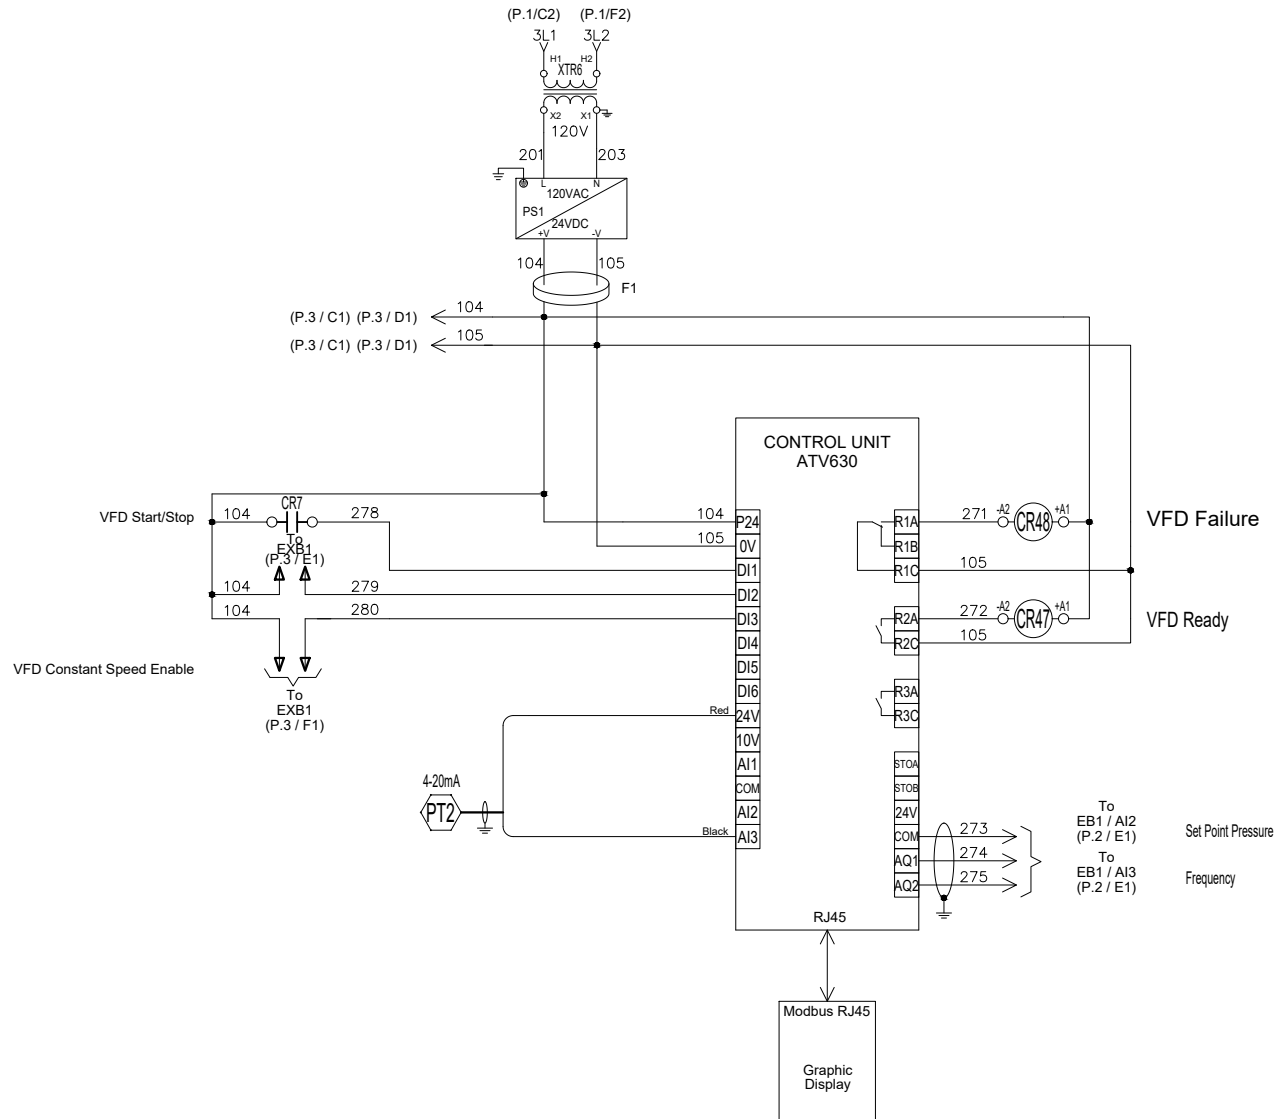 (P.1/C2) (P.1/F2)
3L1 3L2
H1 H2
XTR6
X2 X1
120V
201 203
L N
120VAC
PS1
24VDC
+V -V
104 105
F1
(P.3 / C1) (P.3 / D1) 104
(P.3 / C1) (P.3 / D1) 105
CONTROL UNIT
ATV630
VFD Start/Stop 104 CR7 278
To
EXB1
(P.3 / E1)
104 279
104 280
VFD Constant Speed Enable
To
EXB1
(P.3 / F1)
104 P24
105 0V
DI1
DI2
DI3
DI4
DI5
DI6
Red 24V
10V
AI1
COM
AI2
Black AI3
4-20mA
PT2
R1A 271 -A2 CR48 +A1 VFD Failure
R1B
R1C 105
R2A 272 -A2 CR47 +A1 VFD Ready
R2C 105
R3A
R3C
STOA
STOB
24V
COM 273
AQ1 274
AQ2 275
To
EB1 / AI2
(P.2 / E1)
Set Point Pressure
To
EB1 / AI3
(P.2 / E1)
Frequency
RJ45
Modbus RJ45
Graphic
Display